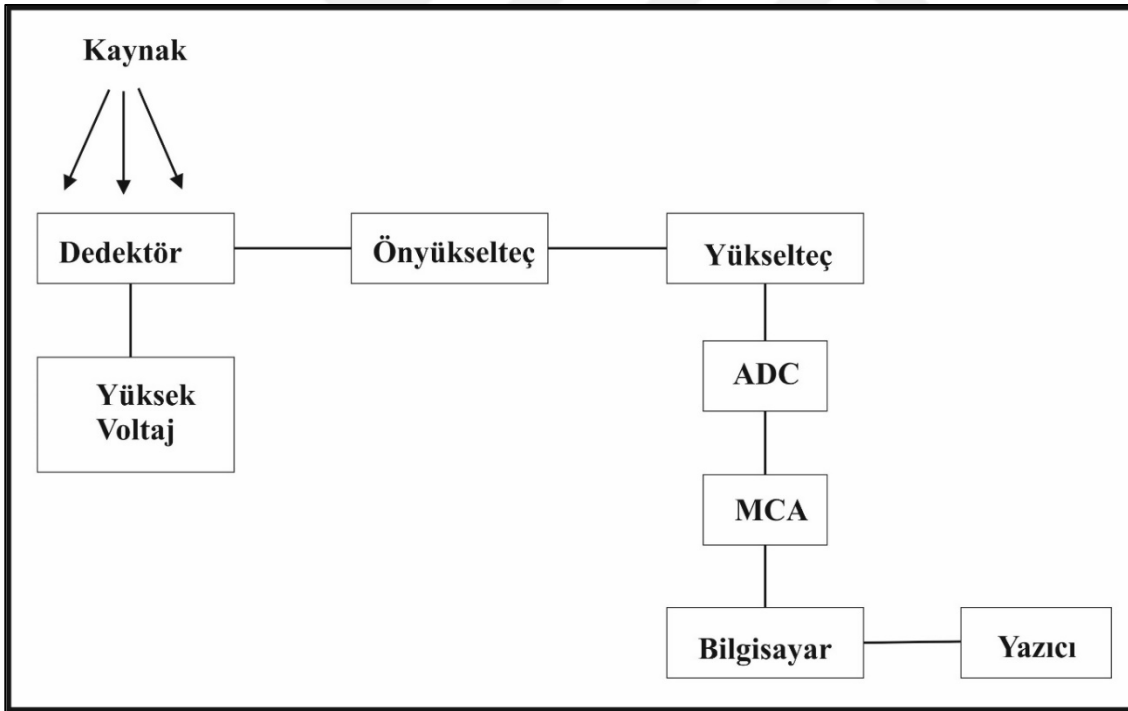 Kaynak
Dedektör
Önyükselteç
Yükselteç
Yüksek
Voltaj
ADC
MCA
Bilgisayar
Yazıcı